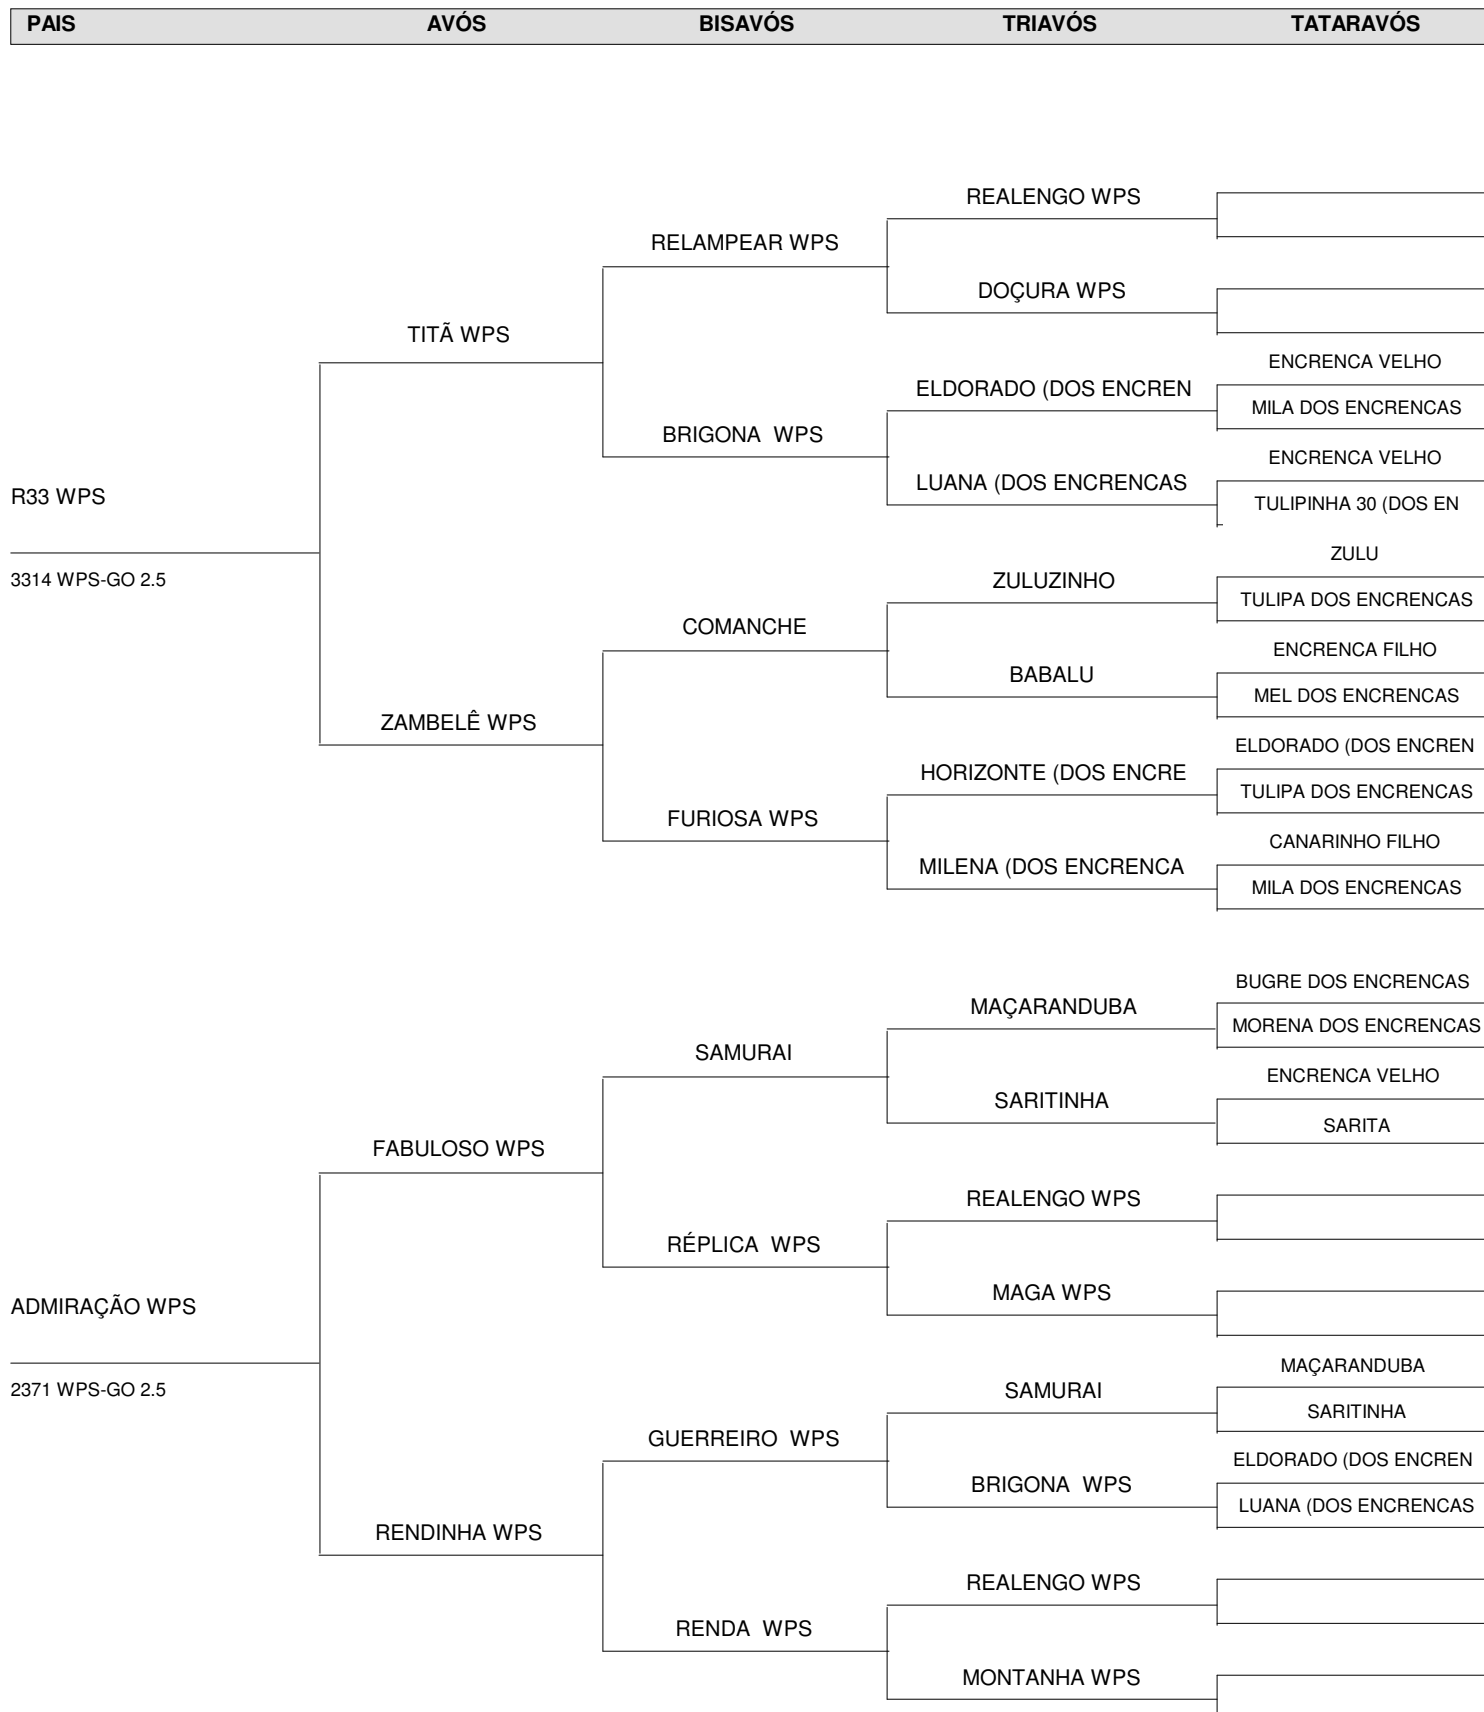 PAIS AVÓS BISAVÓS TRIAVÓS TATARAVÓS
REALENGO WPS
RELAMPEAR WPS
DOÇURA WPS
TITÃ WPS
ENCRENCA VELHO
ELDORADO (DOS ENCREN
MILA DOS ENCRENCAS
BRIGONA WPS
ENCRENCA VELHO
LUANA (DOS ENCRENCAS
TULIPINHA 30 (DOS EN
R33 WPS
3314 WPS-GO 2.5
ZULU
ZULUZINHO
TULIPA DOS ENCRENCAS
COMANCHE
ENCRENCA FILHO
BABALU
MEL DOS ENCRENCAS
ZAMBELÊ WPS
ELDORADO (DOS ENCREN
HORIZONTE (DOS ENCRE
TULIPA DOS ENCRENCAS
FURIOSA WPS
CANARINHO FILHO
MILENA (DOS ENCRENCA
MILA DOS ENCRENCAS
BUGRE DOS ENCRENCAS
MAÇARANDUBA
MORENA DOS ENCRENCAS
SAMURAI
ENCRENCA VELHO
SARITINHA
SARITA
FABULOSO WPS
REALENGO WPS
RÉPLICA WPS
MAGA WPS
ADMIRAÇÃO WPS
2371 WPS-GO 2.5
MAÇARANDUBA
SAMURAI
SARITINHA
GUERREIRO WPS
ELDORADO (DOS ENCREN
BRIGONA WPS
LUANA (DOS ENCRENCAS
RENDINHA WPS
REALENGO WPS
RENDA WPS
MONTANHA WPS